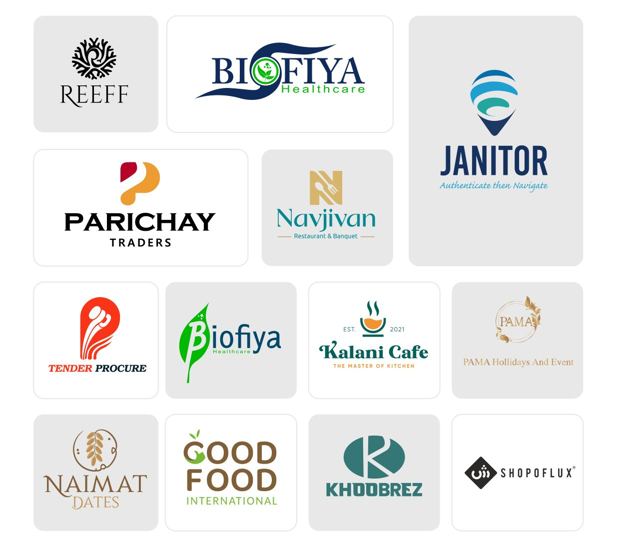 REEFF
BIOFIYA
Healthcare
JANITOR
Authenticate then Navigate
PARICHAY
TRADERS
N
Navjivan
Restaurant & Banquet
TENDER PROCURE
Biofiya
Healthcare
EST 2021
Kalani Cafe
THE MASTER OF KITCHEN
PAMA
PAMA Hollidays And Event
NAIMAT
DATES
GOOD
FOOD
INTERNATIONAL
K
KHOOBREZ
SHOPOFLUX